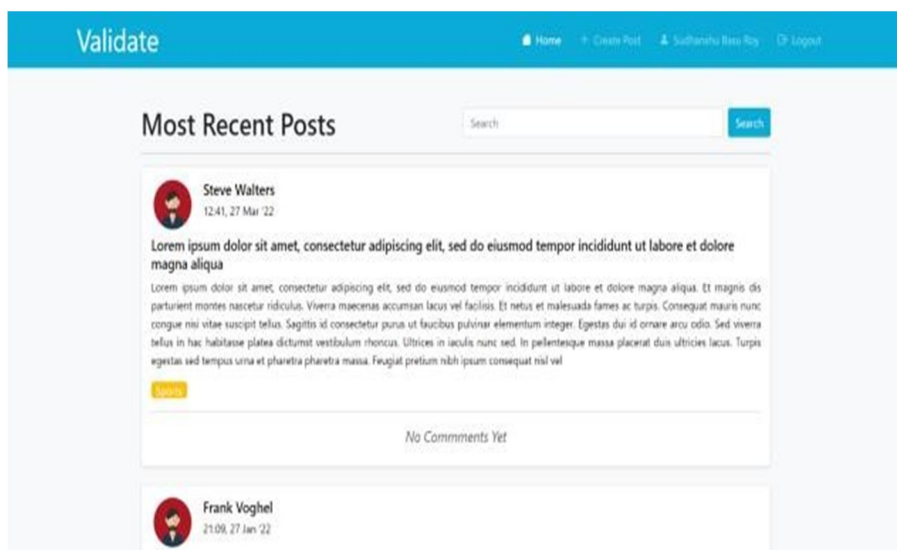 Validate
Home
Create Post
Sudhanshu Basu Roy
Logout
Most Recent Posts
Search
Search
Steve Walters
12:41, 27 Mar '22
Lorem ipsum dolor sit amet, consectetur adipiscing elit, sed do eiusmod tempor incididunt ut labore et dolore
magna aliqua
Lorem ipsum dolor sit amet, consectetur adipiscing elit, sed do eiusmod tempor incididunt ut labore et dolore magna aliqua. Et magnis dis
parturient montes nascetur ridiculus. Viverra maecenas accumsan lacus vel facilisis. Et netus et malesuada fames ac turpis. Consequat mauris nunc
congue nisi vitae suscipit tellus. Sagittis id consectetur purus ut faucibus pulvinar elementum integer. Egestas dui id ornare arcu odio. Sed viverra
tellus in hac habitasse platea dictumst vestibulum rhoncus. Ultrices in iaculis nunc sed. In pellentesque massa placerat duis ultricies lacus. Turpis
egestas sed tempus urna et pharetra pharetra massa. Feugiat pretium nibh ipsum consequat nisl vel
Sports
No Commments Yet
Frank Voghel
21:09, 27 Jan '22